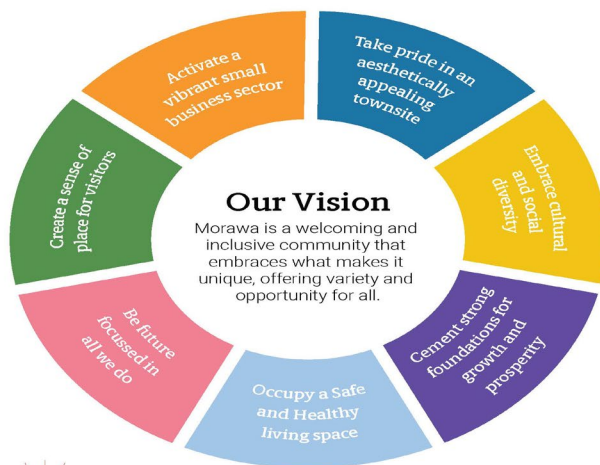 Our Vision
Morawa is a welcoming and
inclusive community that
embraces what makes it
unique, offering variety and
opportunity for all.
Take pride in an
aesthetically
appealing
townsite
Embrace cultural
and social
diversity
Cement strong
foundations for
growth and
prosperity
Occupy a Safe
and Healthy
living space
Be future
focussed in
all we do
Create a sense of
place for visitors
Activate a
vibrant small
business sector